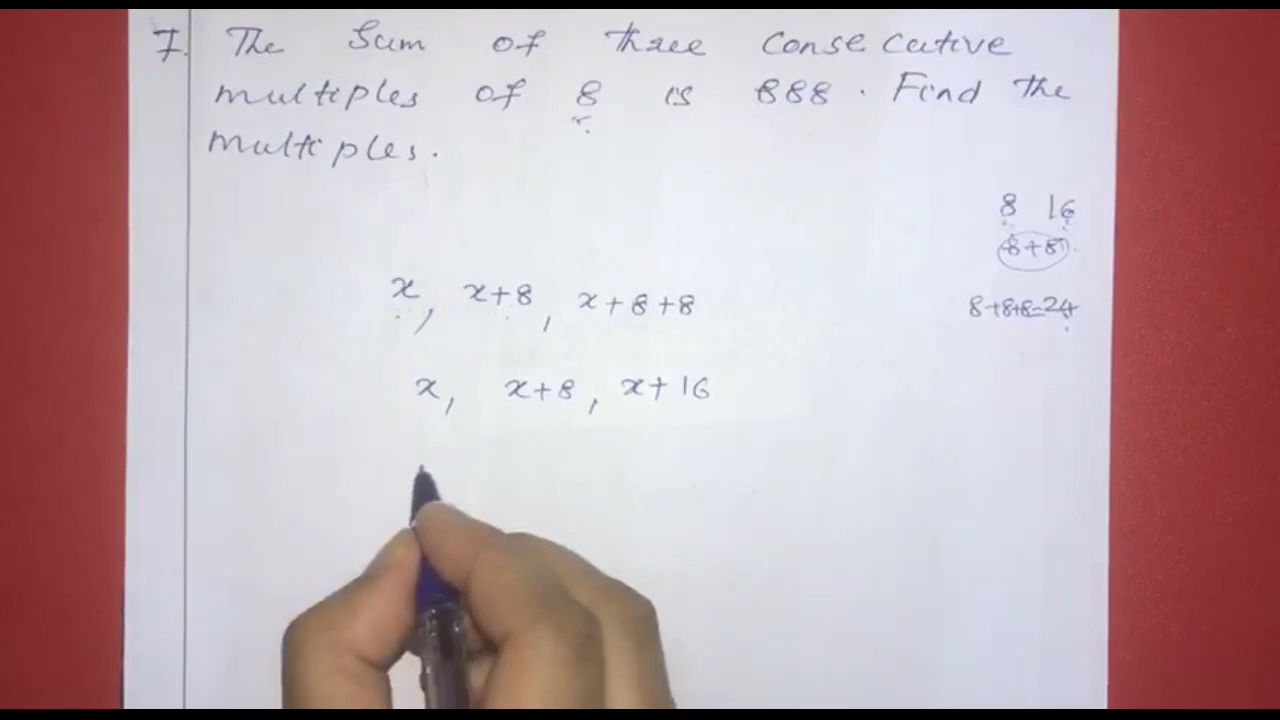 7. The Sum of three Consecutive
multiples of 8 is 888. Find the
multiples.
8 16
8+8
x, x+8, x+8+8
8+8+8=24
x, x+8, x+16